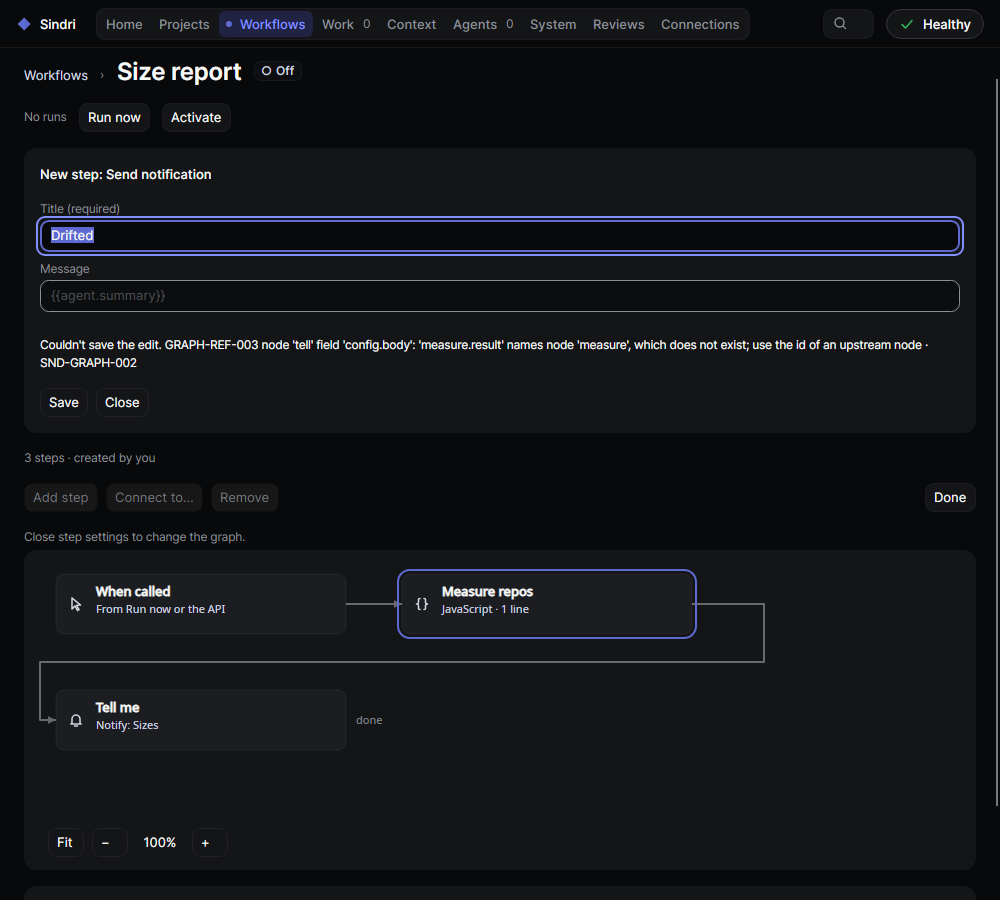 Sindri
Home Projects Workflows Work 0 Context Agents 0 System Reviews Connections
Healthy
Workflows › Size report Off
No runs Run now Activate
New step: Send notification
Title (required)
Drifted
Message
{{agent.summary}}
Couldn't save the edit. GRAPH-REF-003 node 'tell' field 'config.body': 'measure.result' names node 'measure', which does not exist; use the id of an upstream node ·
SND-GRAPH-002
Save Close
3 steps · created by you
Add step Connect to... Remove Done
Close step settings to change the graph.
When called
From Run now or the API
{} Measure repos
JavaScript · 1 line
Tell me
Notify: Sizes
done
Fit − 100% +